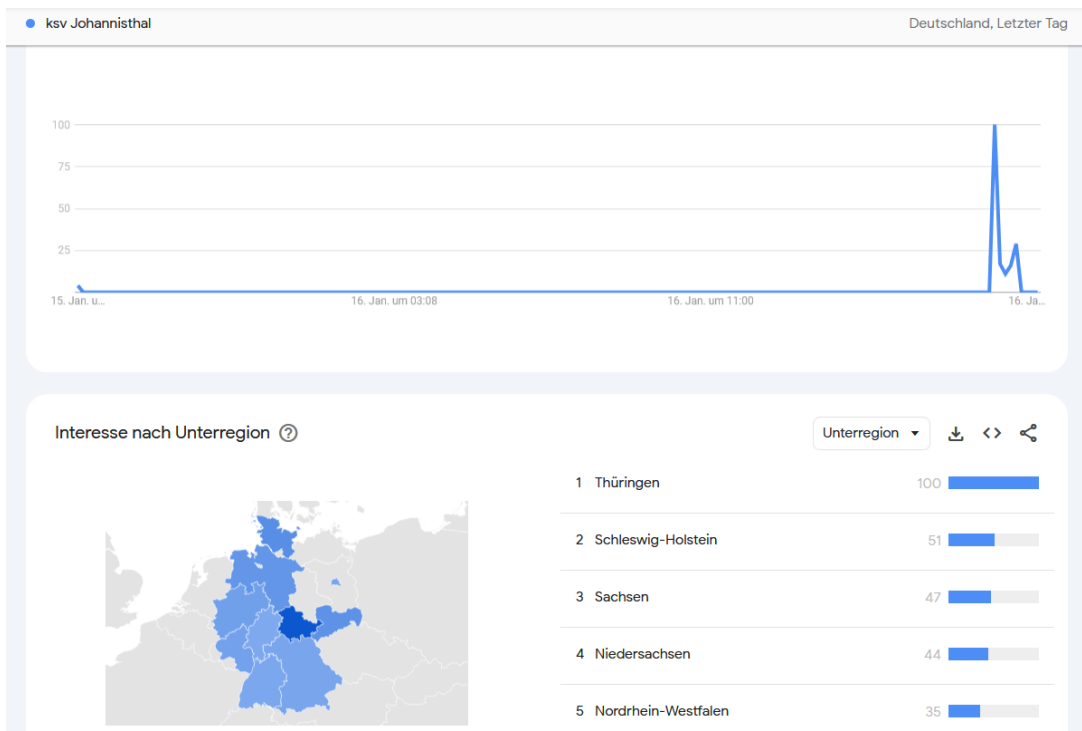 ksv Johannisthal
Deutschland, Letzter Tag
100
75
50
25
15. Jan. u...
16. Jan. um 03:08
16. Jan. um 11:00
16. Ja...
Interesse nach Unterregion
Unterregion
1 Thüringen 100
2 Schleswig-Holstein 51
3 Sachsen 47
4 Niedersachsen 44
5 Nordrhein-Westfalen 35